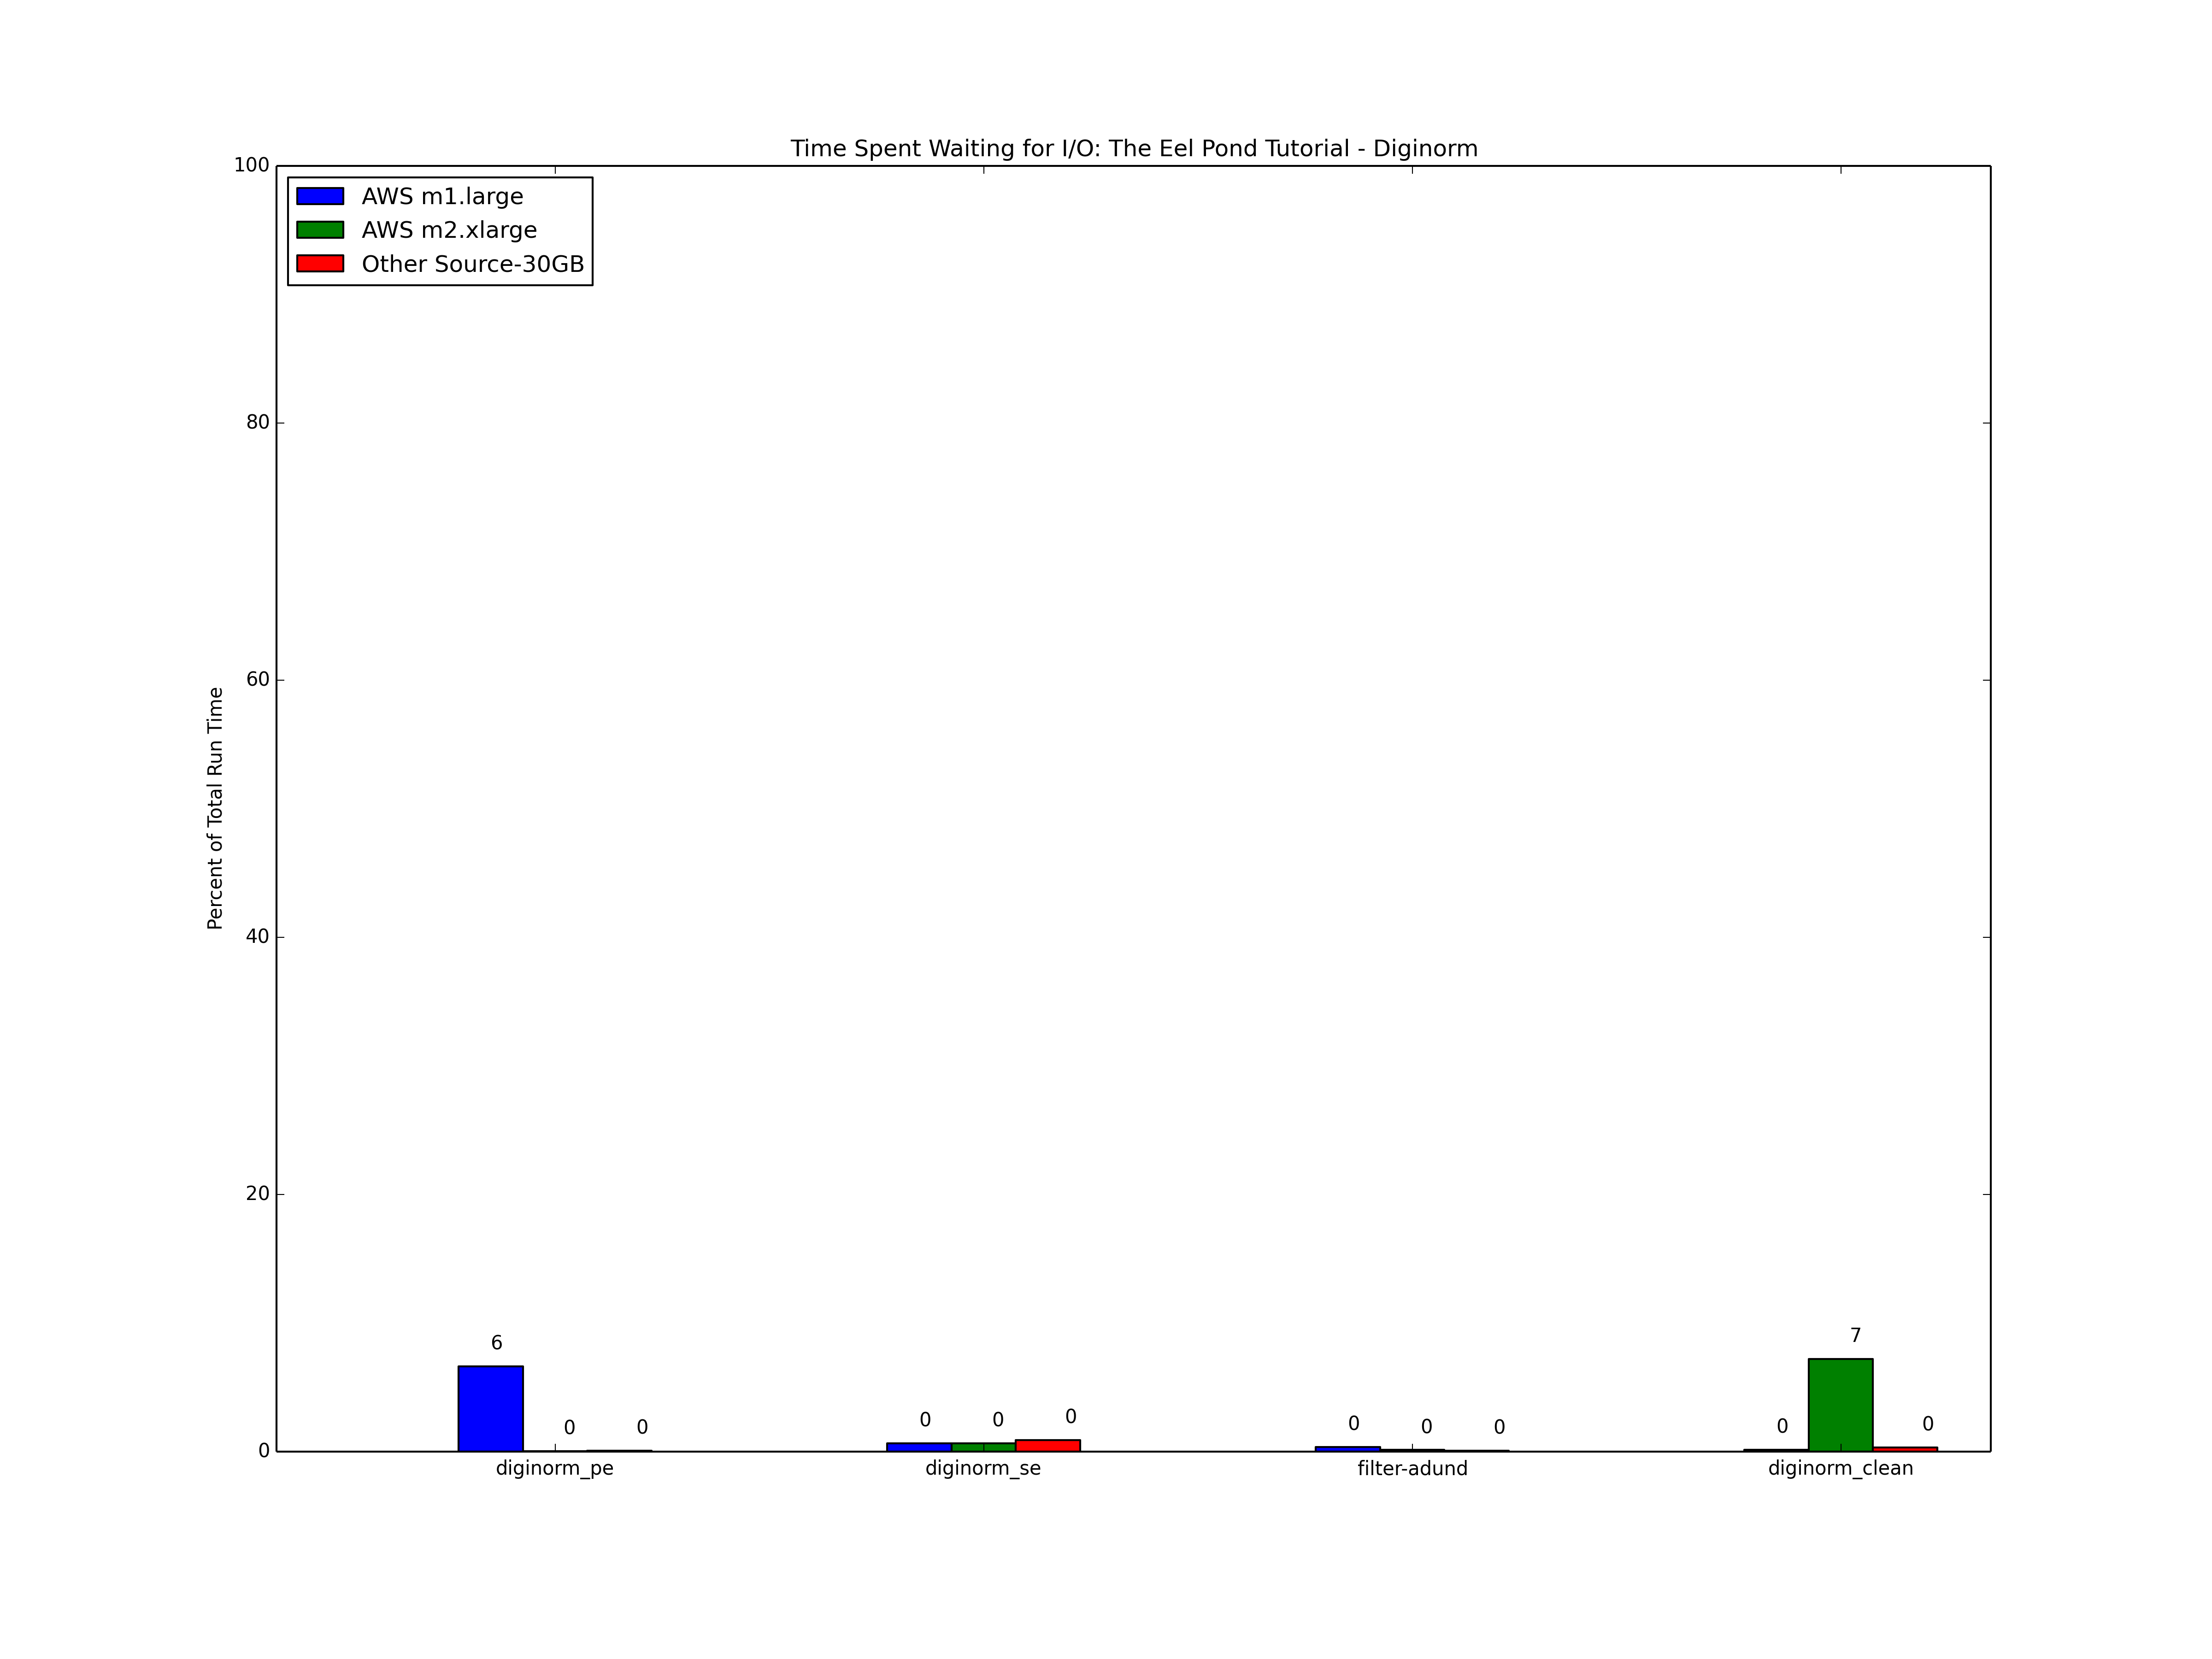 Time Spent Waiting for I/O: The Eel Pond Tutorial - Diginorm
AWS m1.large
AWS m2.xlarge
Other Source-30GB
Percent of Total Run Time
100
80
60
40
20
0
6
0
0
0
0
0
0
0
0
0
7
0
diginorm_pe
diginorm_se
filter-adund
diginorm_clean